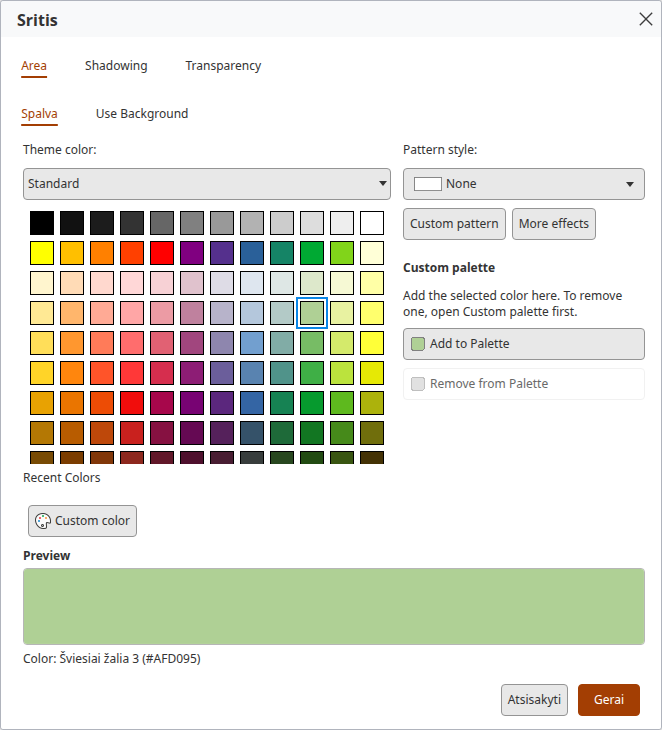 Sritis
Area Shadowing Transparency
Spalva Use Background
Theme color:
Standard
Pattern style:
None
Custom pattern More effects
Custom palette
Add the selected color here. To remove
one, open Custom palette first.
Add to Palette
Remove from Palette
Recent Colors
Custom color
Preview
Color: Šviesiai žalia 3 (#AFD095)
Atsisakyti Gerai